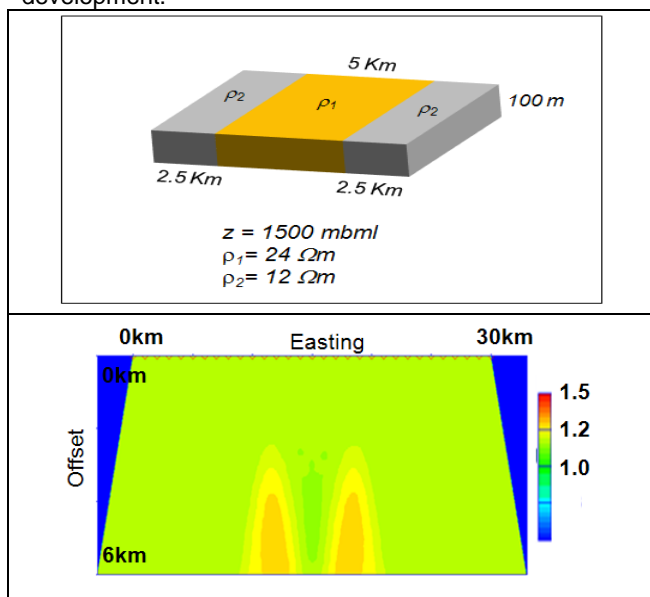 development.
5 Km
ρ2
ρ1
ρ2
100 m
2.5 Km
2.5 Km
z = 1500 mbml
ρ1= 24 Ωm
ρ2= 12 Ωm
0km
Easting
30km
0km
Offset
6km
1.5
1.2
1.0